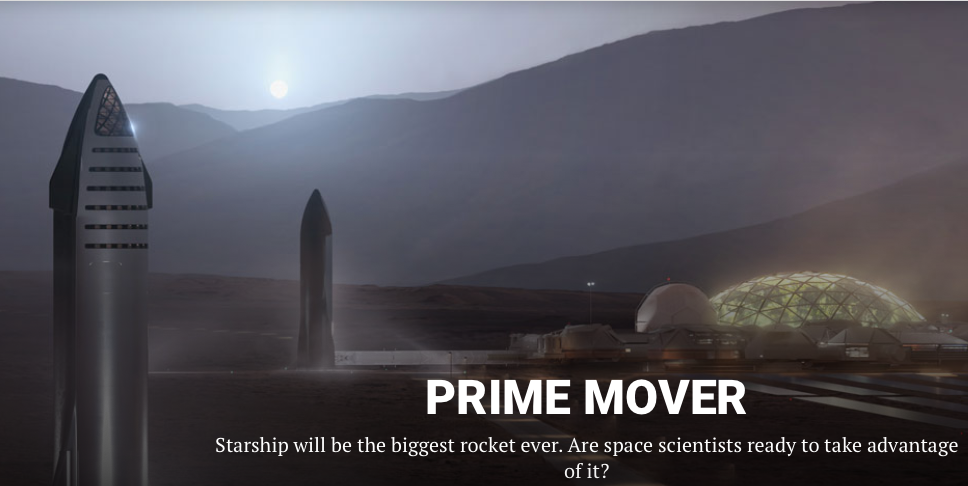 PRIME MOVER
Starship will be the biggest rocket ever. Are space scientists ready to take advantage
of it?